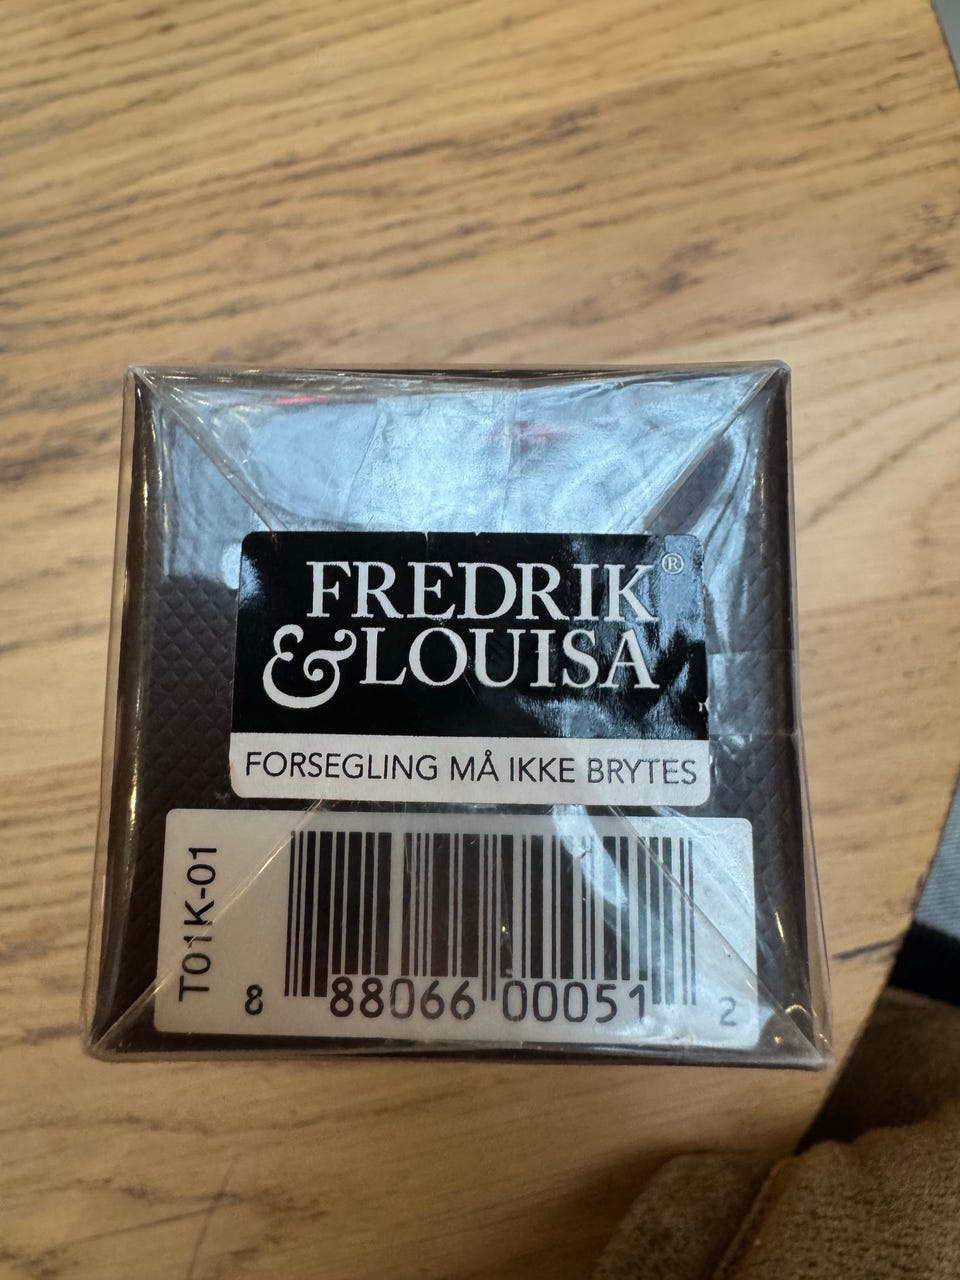 FREDRIK®
& LOUISA
FORSEGLING MÅ IKKE BRYTES
T01K-01
8 88066 00051 2